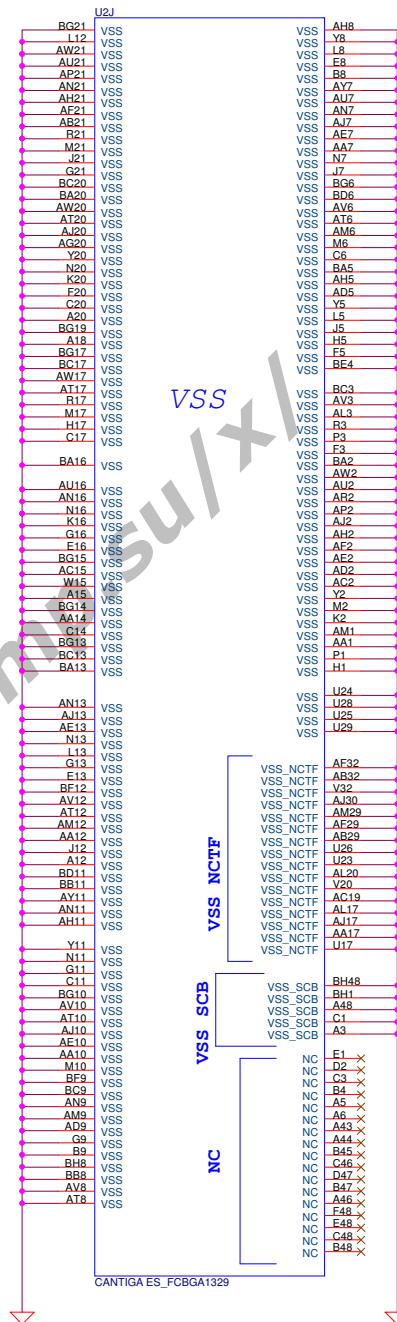 U2J
BG21 VSS VSS AH8
L12 VSS VSS Y8
AW21 VSS VSS L8
AU21 VSS VSS E8
AP21 VSS VSS B8
AN21 VSS VSS AY7
AH21 VSS VSS AU7
AF21 VSS VSS AN7
AB21 VSS VSS AJ7
R21 VSS VSS AE7
M21 VSS VSS AA7
J21 VSS VSS N7
G21 VSS VSS J7
BC20 VSS VSS BG6
BA20 VSS VSS BD6
AW20 VSS VSS AV6
AT20 VSS VSS AT6
AJ20 VSS VSS AM6
AG20 VSS VSS M6
Y20 VSS VSS C6
N20 VSS VSS BA5
K20 VSS VSS AH5
F20 VSS VSS AD5
C20 VSS VSS Y5
A20 VSS VSS L5
BG19 VSS VSS J5
A18 VSS VSS H5
BG17 VSS VSS F5
BC17 VSS VSS BE4
AW17 VSS
AT17 VSS VSS BC3
R17 VSS VSS AV3
M17 VSS VSS AL3
H17 VSS VSS R3
C17 VSS VSS P3
VSS
VSS F3
BA16 VSS VSS BA2
VSS AW2
AU16 VSS VSS AU2
AN16 VSS VSS AR2
N16 VSS VSS AP2
K16 VSS VSS AJ2
G16 VSS VSS AH2
E16 VSS VSS AF2
BG15 VSS VSS AE2
AC15 VSS VSS AD2
W15 VSS VSS AC2
A15 VSS VSS Y2
BG14 VSS VSS M2
AA14 VSS VSS K2
C14 VSS VSS AM1
BG13 VSS VSS AA1
BC13 VSS VSS P1
BA13 VSS VSS H1
VSS U24
AN13 VSS VSS U28
AJ13 VSS VSS U25
AE13 VSS VSS U29
N13 VSS
L13 VSS
G13 VSS VSS_NCTF AF32
E13 VSS VSS_NCTF AB32
BF12 VSS VSS_NCTF V32
AV12 VSS VSS_NCTF AJ30
AT12 VSS VSS_NCTF AM29
AM12 VSS VSS_NCTF AF29
AA12 VSS VSS_NCTF AB29
J12 VSS VSS_NCTF U26
A12 VSS VSS_NCTF U23
BD11 VSS VSS_NCTF AL20
BB11 VSS VSS_NCTF V20
AY11 VSS VSS_NCTF AC19
AN11 VSS VSS_NCTF AL17
AH11 VSS VSS_NCTF AJ17
VSS_NCTF AA17
Y11 VSS VSS_NCTF U17
VSS NCTF
N11 VSS
G11 VSS
C11 VSS VSS_SCB BH48
BG10 VSS VSS_SCB BH1
AV10 VSS VSS_SCB A48
AT10 VSS VSS_SCB C1
AJ10 VSS VSS_SCB A3
VSS SCB
AE10 VSS
AA10 VSS NC E1
M10 VSS NC D2
BF9 VSS NC C3
BC9 VSS NC B4
AN9 VSS NC A5
AM9 VSS NC A6
AD9 VSS NC A43
G9 VSS NC A44
B9 VSS NC B45
BH8 VSS NC C46
BB8 VSS NC D47
AV8 VSS NC B47
AT8 VSS NC A46
NC F48
NC E48
NC C48
NC B48
NC
CANTIGA ES_FCBGA1329
mp.su/x/